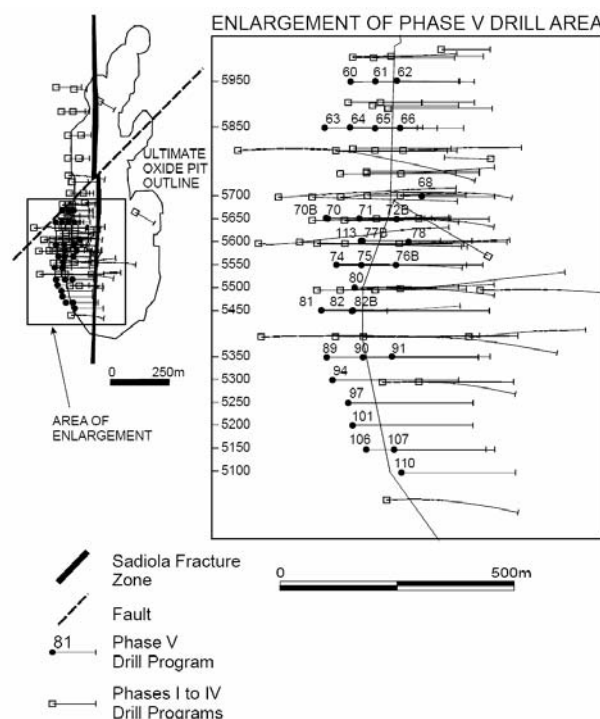 ENLARGEMENT OF PHASE V DRILL AREA
ULTIMATE
OXIDE PIT
OUTLINE
250m
AREA OF
ENLARGEMENT
5950
60 61 62
5850
63 64 65 66
5700
68
5650
70B 70 71 72B
5600
113 77B 78
5550
74 75 76B
5500
80
5450
81 82 82B
5350
89 90 91
5300
94
5250
97
5200
101
5150
106 107
5100
110
0 500m
Sadiola Fracture
Zone
Fault
81 Phase V
Drill Program
Phases I to IV
Drill Programs